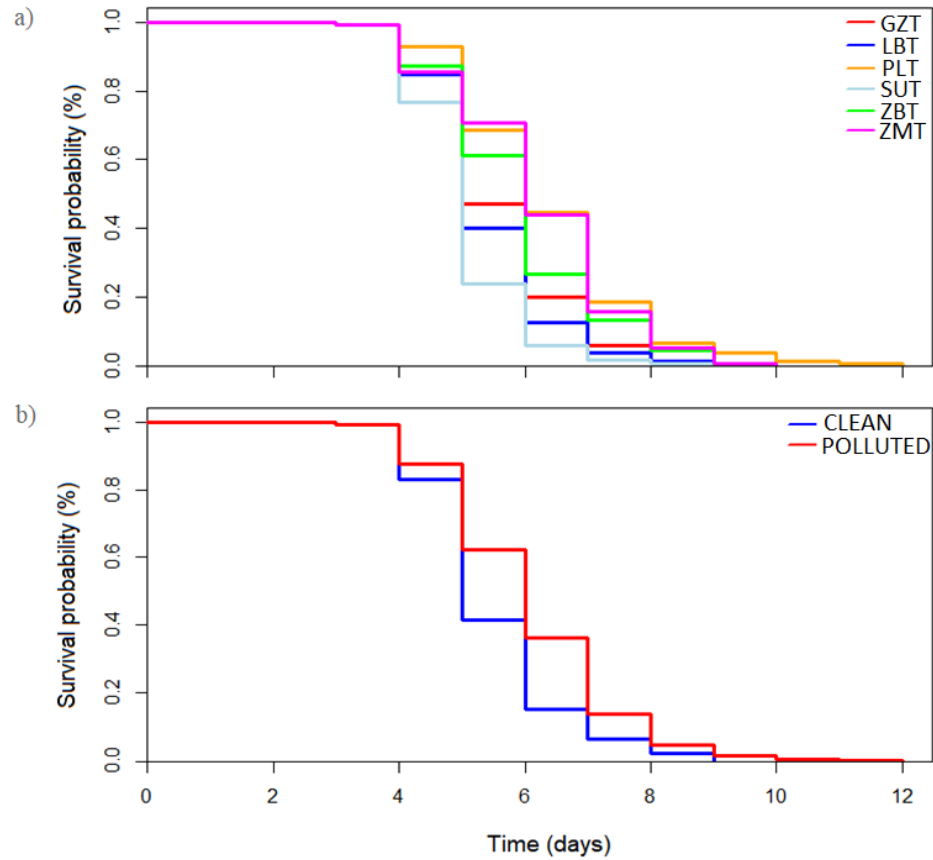 a)
Survival probability (%)
1.0
0.8
0.6
0.4
0.2
0.0
GZT
LBT
PLT
SUT
ZBT
ZMT
b)
Survival probability (%)
1.0
0.8
0.6
0.4
0.2
0.0
CLEAN
POLLUTED
0 2 4 6 8 10 12
Time (days)